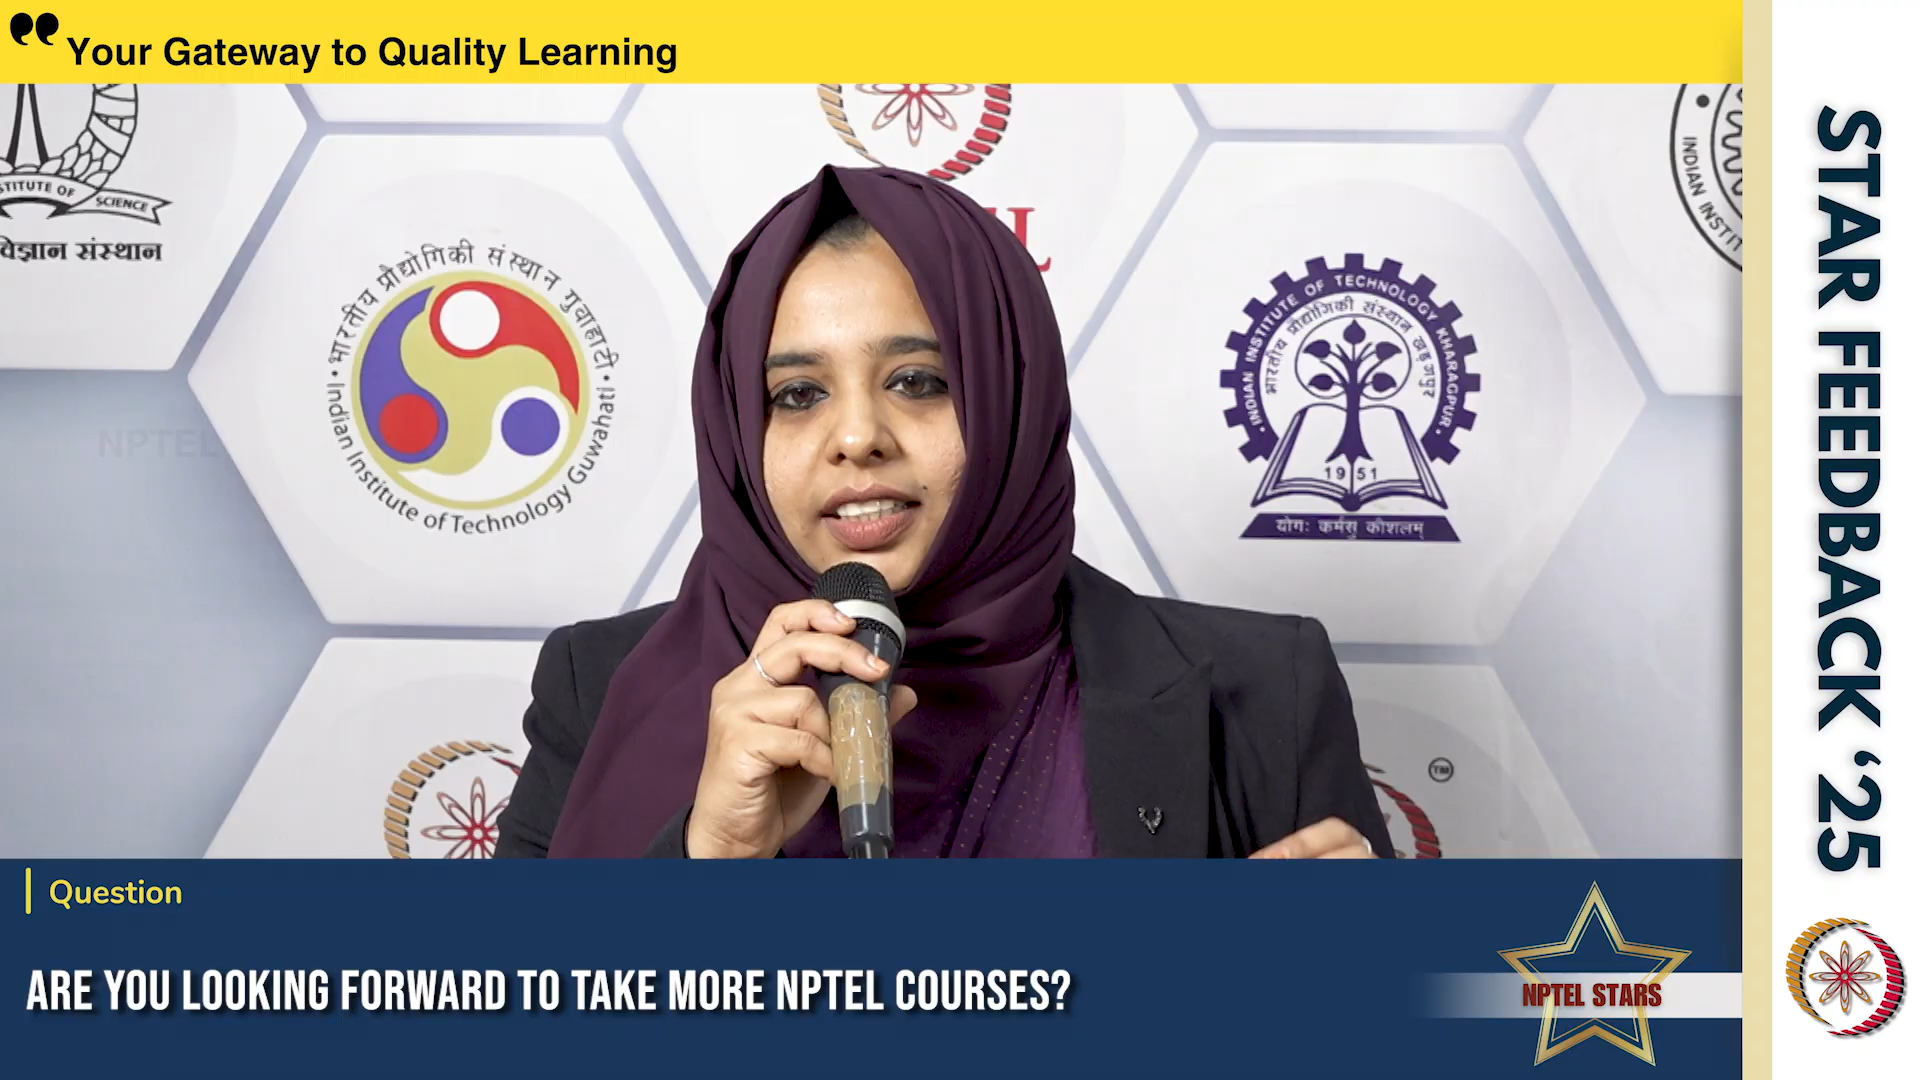 Your Gateway to Quality Learning
STITUTE OF SCIENCE
विज्ञान संस्थान
भारतीय प्रौद्योगिकी संस्थान गुवाहाटी
Indian Institute of Technology Guwahati
NPTEL
INDIAN INSTITUTE OF TECHNOLOGY KHARAGPUR
भारतीय प्रौद्योगिकी संस्थान खड़गपुर
1951
योगः कर्मसु कौशलम्
INDIAN INSTIT
TM
STAR FEEDBACK ‘25
Question
ARE YOU LOOKING FORWARD TO TAKE MORE NPTEL COURSES?
NPTEL STARS